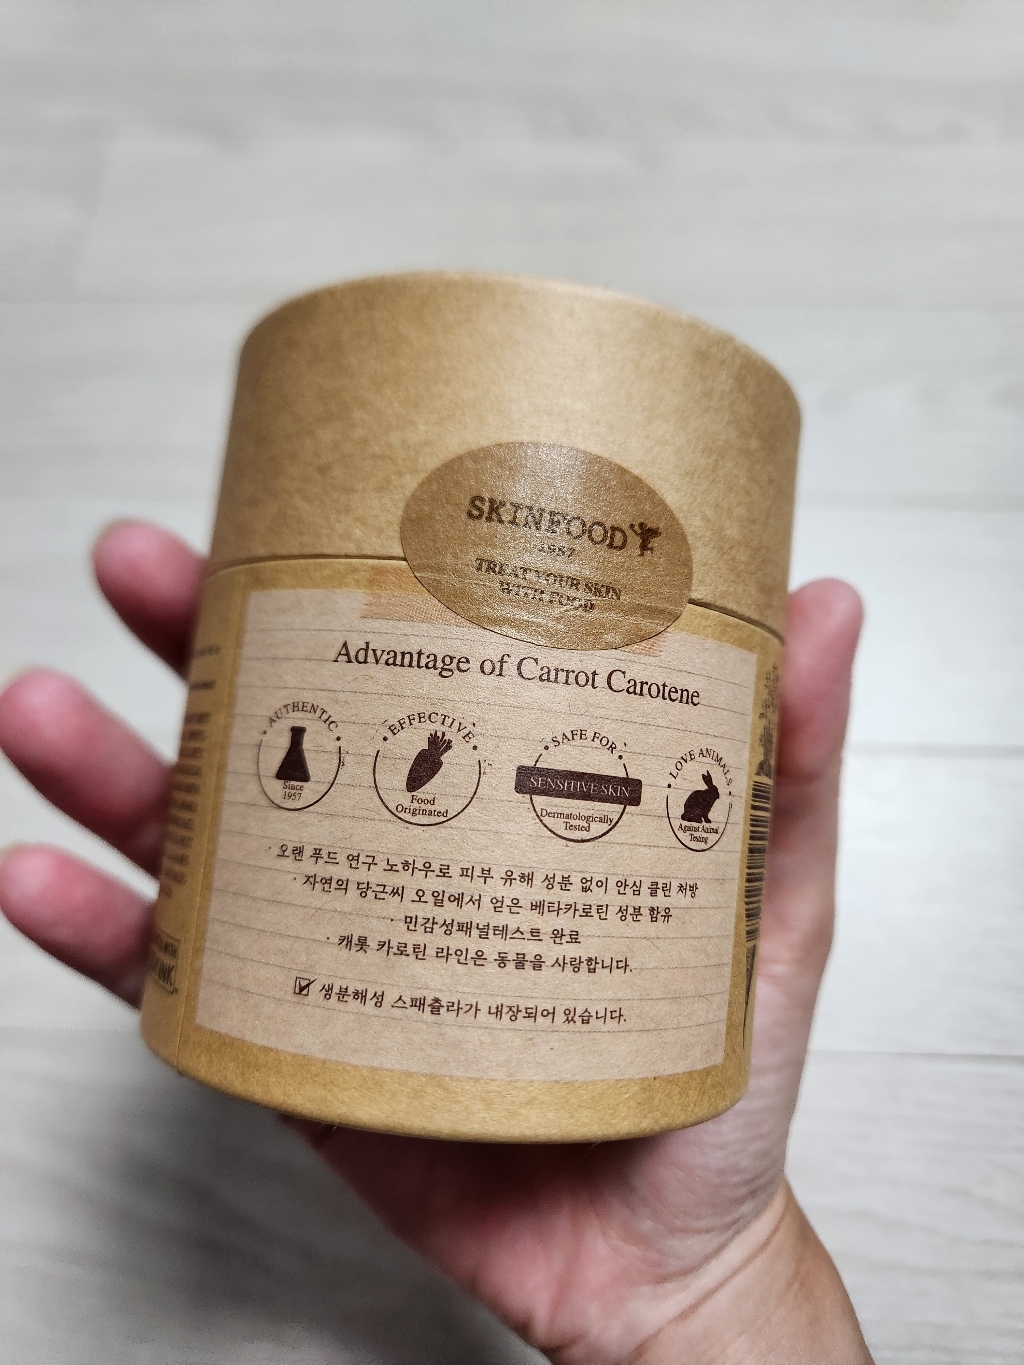 SKINFOOD
1957
TREAT YOUR SKIN
WITH FOOD
Advantage of Carrot Carotene
AUTHENTIC
Since
1957
EFFECTIVE
Food
Originated
SAFE FOR
SENSITIVE SKIN
Dermatologically
Tested
LOVE ANIMALS
Against Animal
Testing
· 오랜 푸드 연구 노하우로 피부 유해 성분 없이 안심 클린 처방
· 자연의 당근씨 오일에서 얻은 베타카로틴 성분 함유
· 민감성패널테스트 완료
· 캐롯 카로틴 라인은 동물을 사랑합니다.
☑ 생분해성 스패츌라가 내장되어 있습니다.